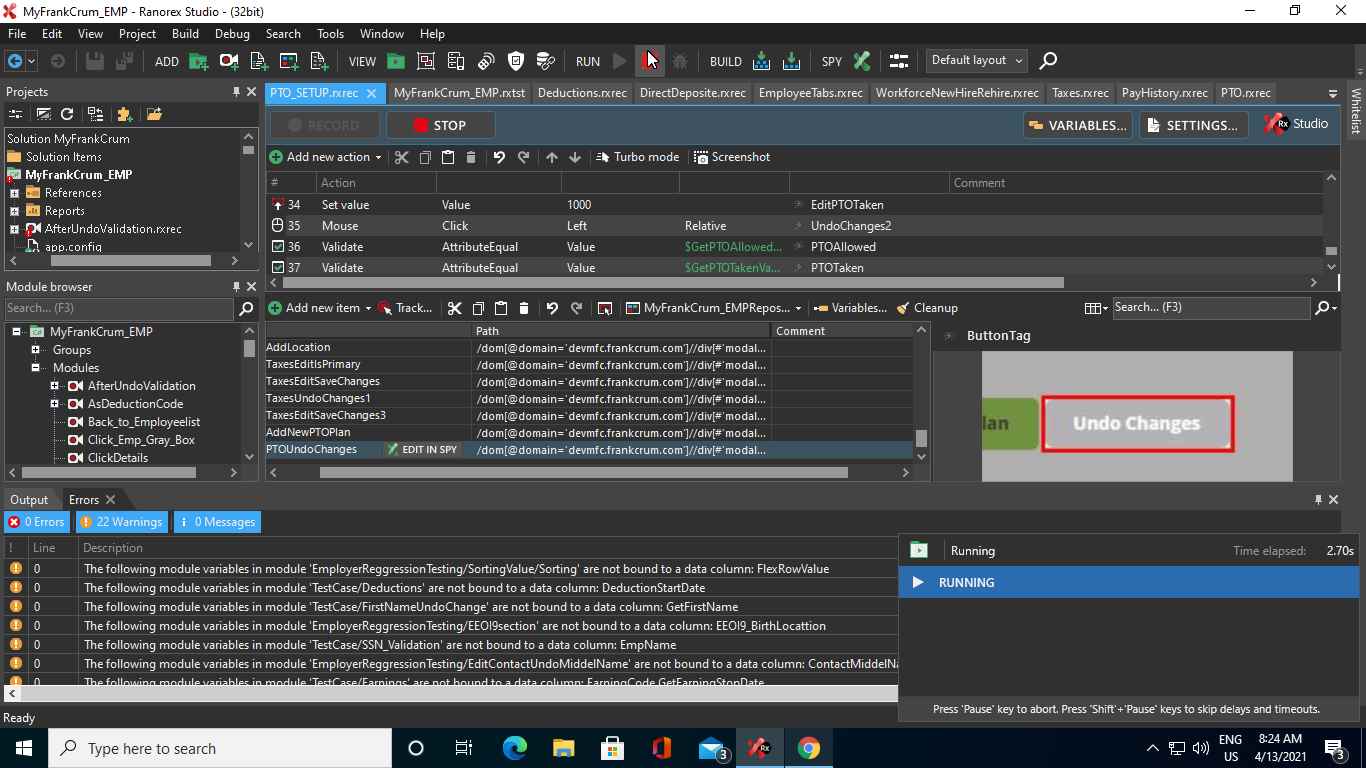 MyFrankCrum_EMP - Ranorex Studio - (32bit)
File Edit View Project Build Debug Search Tools Window Help
ADD VIEW RUN BUILD SPY Default layout
Projects
PTO_SETUP.rxrec MyFrankCrum_EMP.rxtst Deductions.rxrec DirectDeposite.rxrec EmployeeTabs.rxrec WorkforceNewHireRehire.rxrec Taxes.rxrec PayHistory.rxrec PTO.rxrec
Whitelist
RECORD STOP VARIABLES... SETTINGS... Rx Studio
Solution MyFrankCrum
Solution Items
MyFrankCrum_EMP
References
Reports
AfterUndoValidation.rxrec
app.config
Add new action Turbo mode Screenshot
# Action Comment
34 Set value Value 1000 EditPTOTaken
35 Mouse Click Left Relative UndoChanges2
36 Validate AttributeEqual Value $GetPTOAllowed... PTOAllowed
37 Validate AttributeEqual Value $GetPTOTakenVa... PTOTaken
Module browser
Search... (F3)
MyFrankCrum_EMP
Groups
Modules
AfterUndoValidation
AsDeductionCode
Back_to_Employeelist
Click_Emp_Gray_Box
ClickDetails
Add new item Track... MyFrankCrum_EMPRepos... Variables... Cleanup Search... (F3)
Path Comment
AddLocation /dom[@domain='devmfc.frankcrum.com']//div[#'modal...
TaxesEditIsPrimary /dom[@domain='devmfc.frankcrum.com']//div[#'modal...
TaxesEditSaveChanges /dom[@domain='devmfc.frankcrum.com']//div[#'modal...
TaxesUndoChanges1 /dom[@domain='devmfc.frankcrum.com']//div[#'modal...
TaxesEditSaveChanges3 /dom[@domain='devmfc.frankcrum.com']//div[#'modal...
AddNewPTOPlan /dom[@domain='devmfc.frankcrum.com']//div[#'modal...
PTOUndoChanges EDIT IN SPY /dom[@domain='devmfc.frankcrum.com']//div[#'modal...
ButtonTag
lan Undo Changes
Output Errors
0 Errors 22 Warnings 0 Messages
! Line Description
0 The following module variables in module 'EmployerReggressionTesting/SortingValue/Sorting' are not bound to a data column: FlexRowValue
0 The following module variables in module 'TestCase/Deductions' are not bound to a data column: DeductionStartDate
0 The following module variables in module 'TestCase/FirstNameUndoChange' are not bound to a data column: GetFirstName
0 The following module variables in module 'EmployerReggressionTesting/EEOI9section' are not bound to a data column: EEOI9_BirthLocattion
0 The following module variables in module 'TestCase/SSN_Validation' are not bound to a data column: EmpName
0 The following module variables in module 'EmployerReggressionTesting/EditContactUndoMiddelName' are not bound to a data column: ContactMiddelNa
0 The following module variables in module 'TestCase/Earnings' are not bound to a data column: EarningCode,GetEarningStopDate
Running Time elapsed: 2.70s
RUNNING
Press 'Pause' key to abort. Press 'Shift'+'Pause' keys to skip delays and timeouts.
Ready
Type here to search
3
Rx
ENG
US
8:24 AM
4/13/2021
3